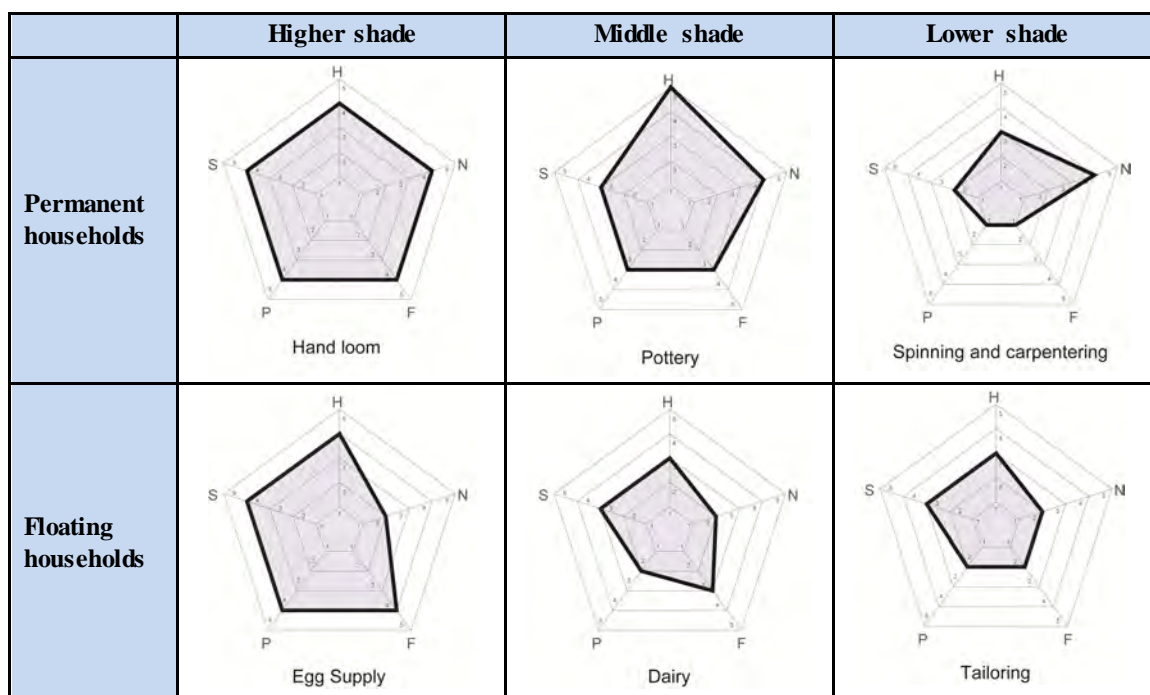 Higher shade Middle shade Lower shade
Permanent
households
H
S N
P F
Hand loom
H
S N
P F
Pottery
H
S N
P F
Spinning and carpentering
Floating
households
H
S N
P F
Egg Supply
H
S N
P F
Dairy
H
S N
P F
Tailoring